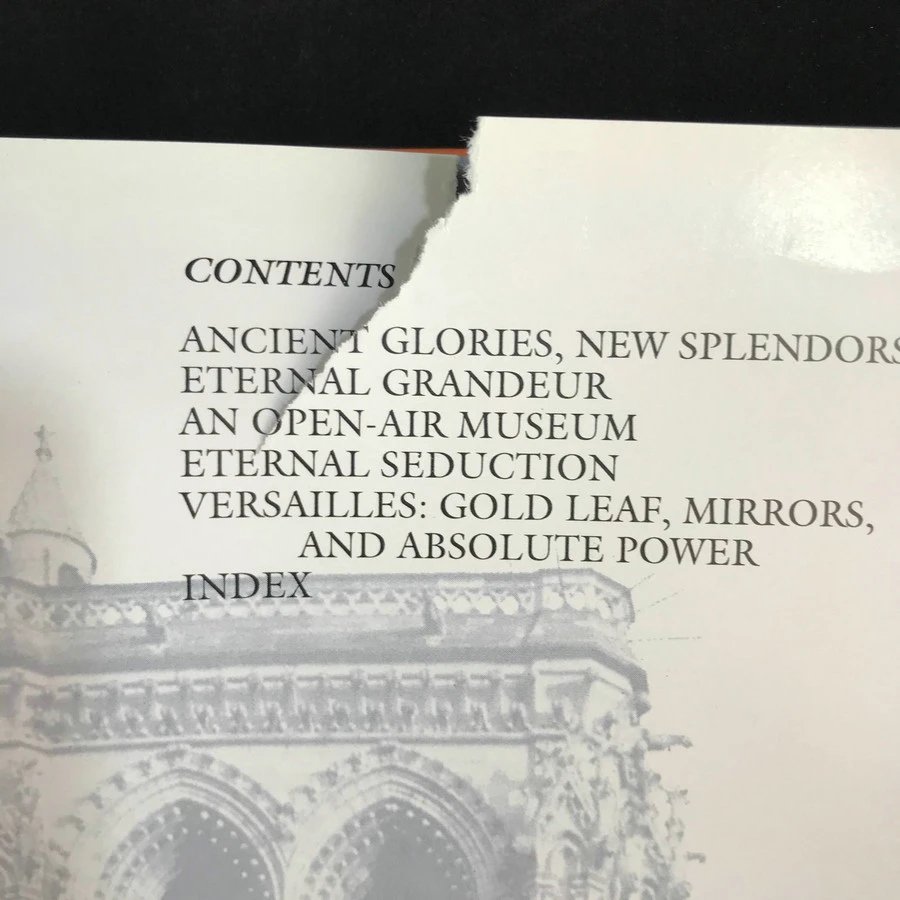 CONTENTS
ANCIENT GLORIES, NEW SPLENDORS
ETERNAL GRANDEUR
AN OPEN-AIR MUSEUM
ETERNAL SEDUCTION
VERSAILLES: GOLD LEAF, MIRRORS,
AND ABSOLUTE POWER
INDEX